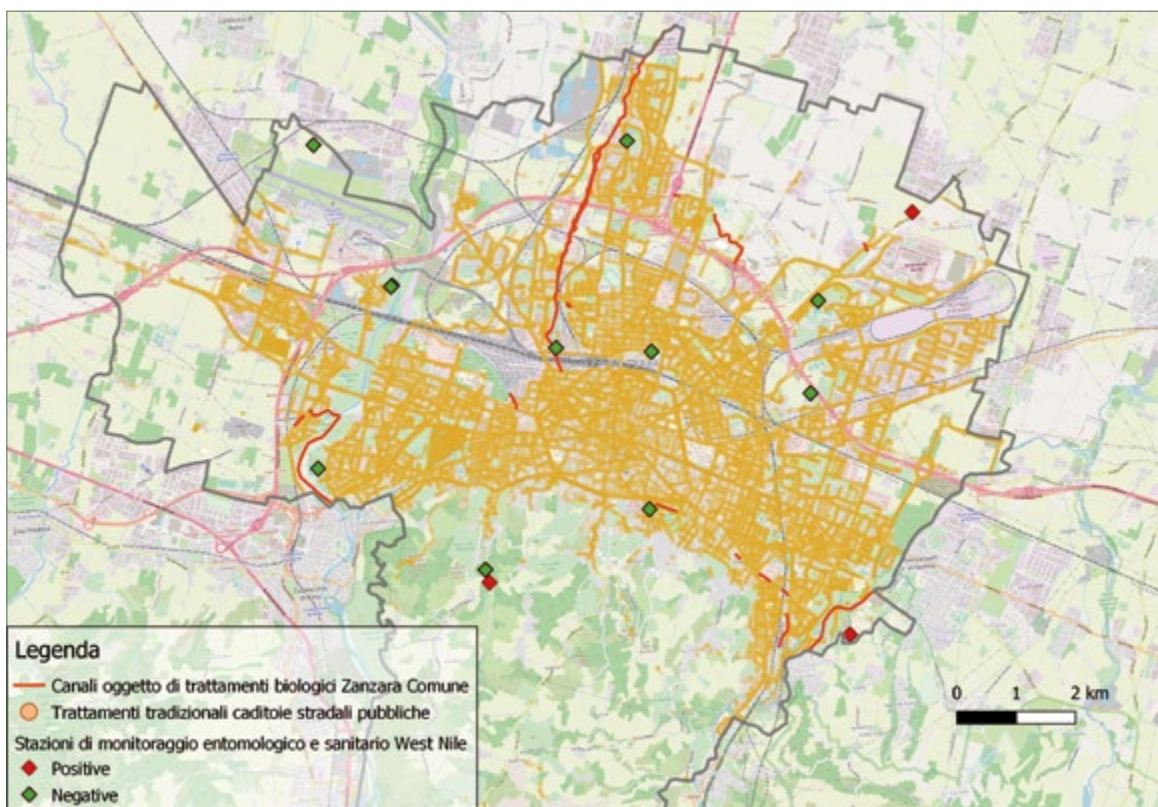 Legenda
Canali oggetto di trattamenti biologici Zanzara Comune
Trattamenti tradizionali caditoie stradali pubbliche
Stazioni di monitoraggio entomologico e sanitario West Nile
Positive
Negative
0 1 2 km